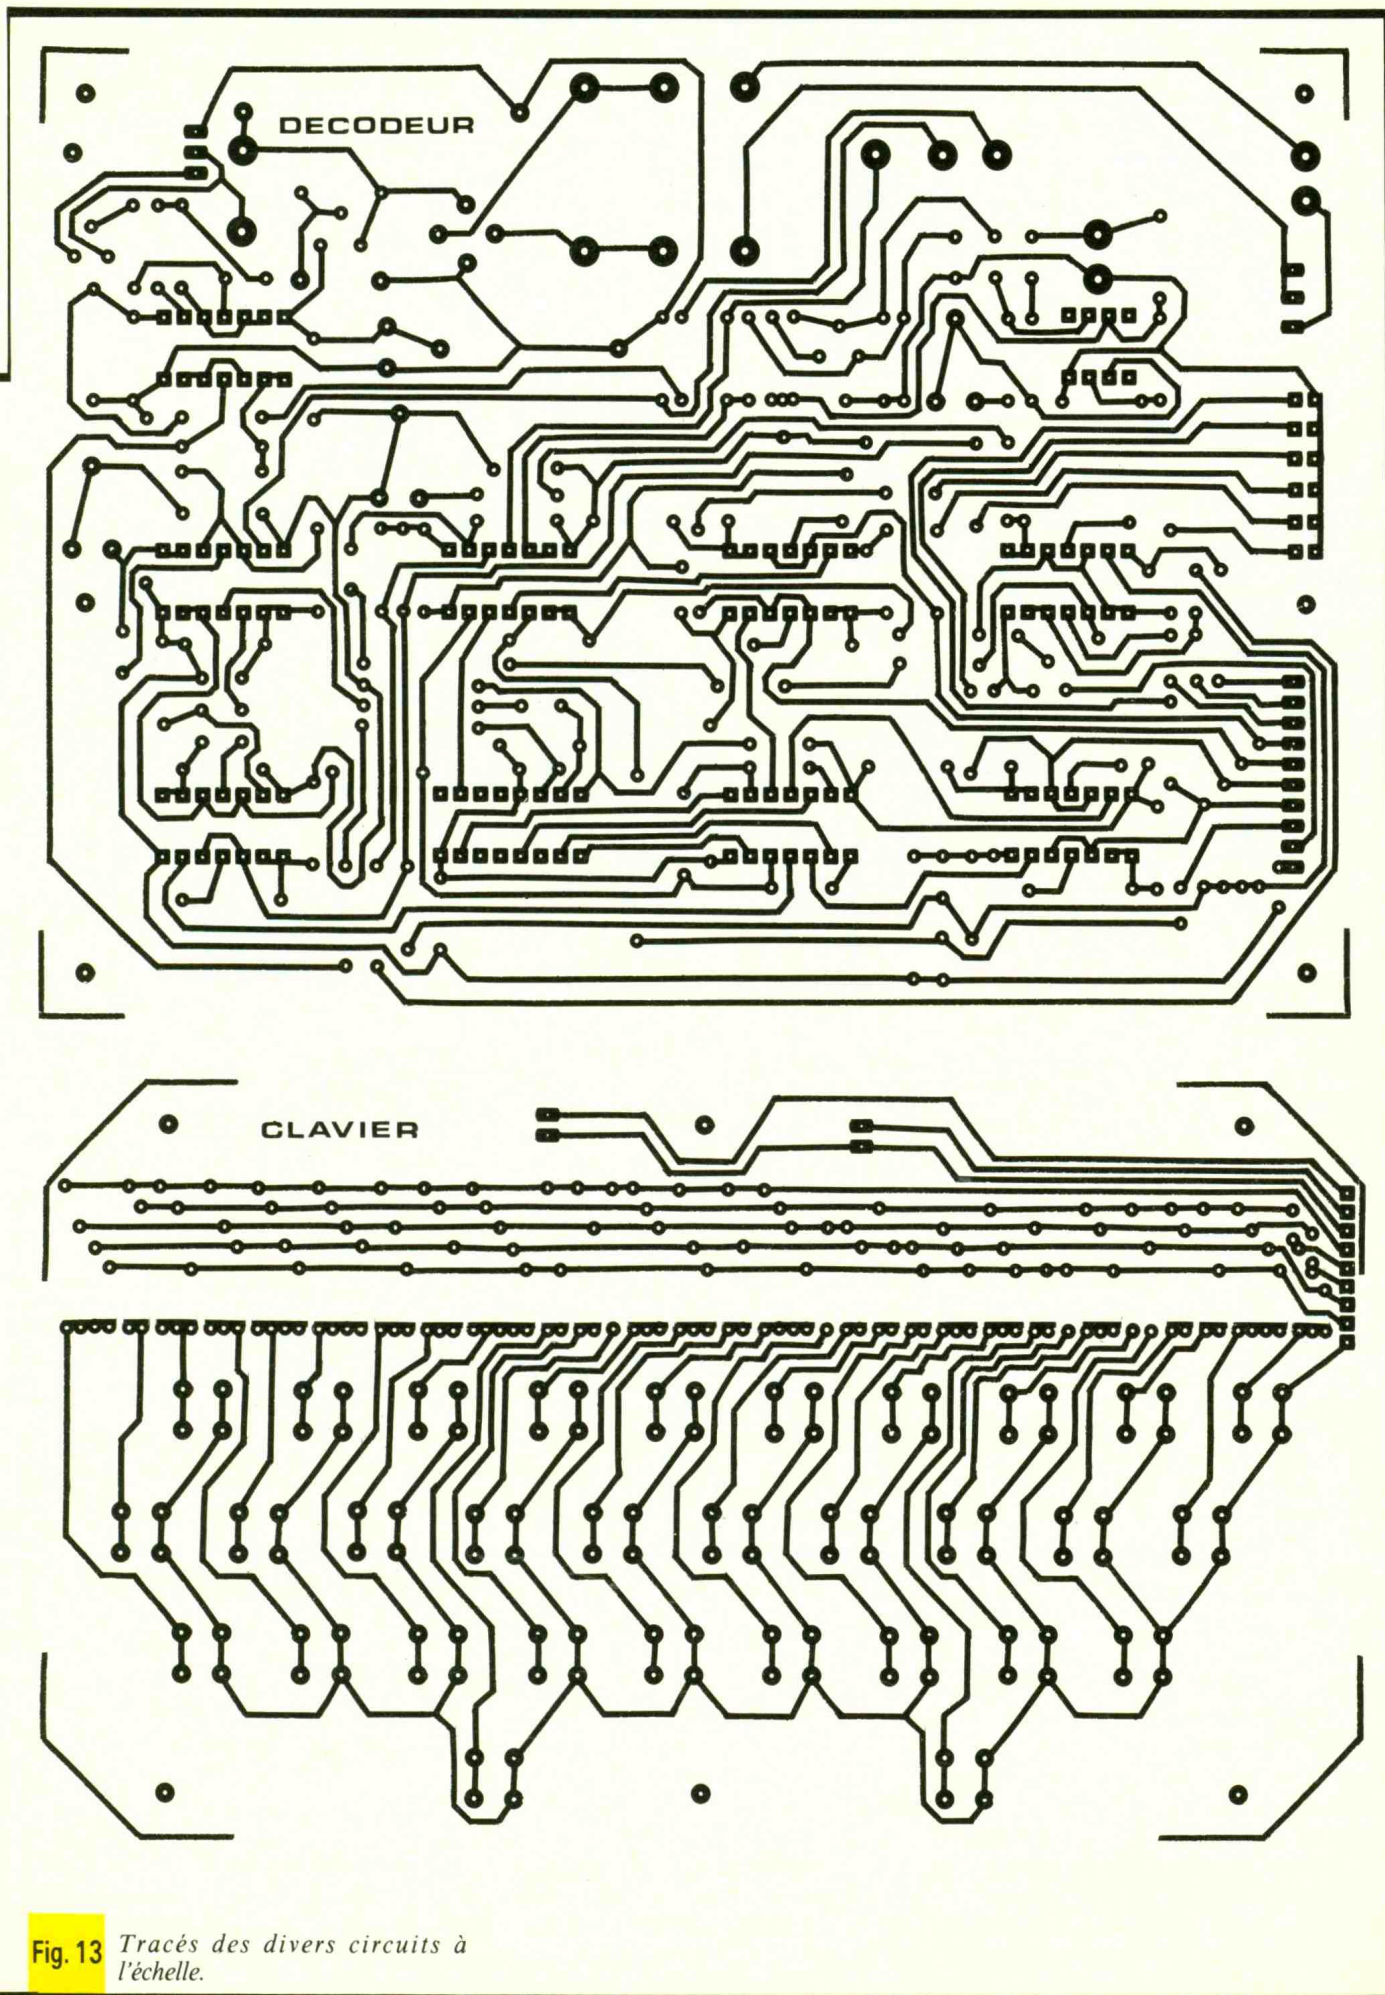 DECODEUR
CLAVIER
Fig. 13
Tracés des divers circuits à
l'échelle.